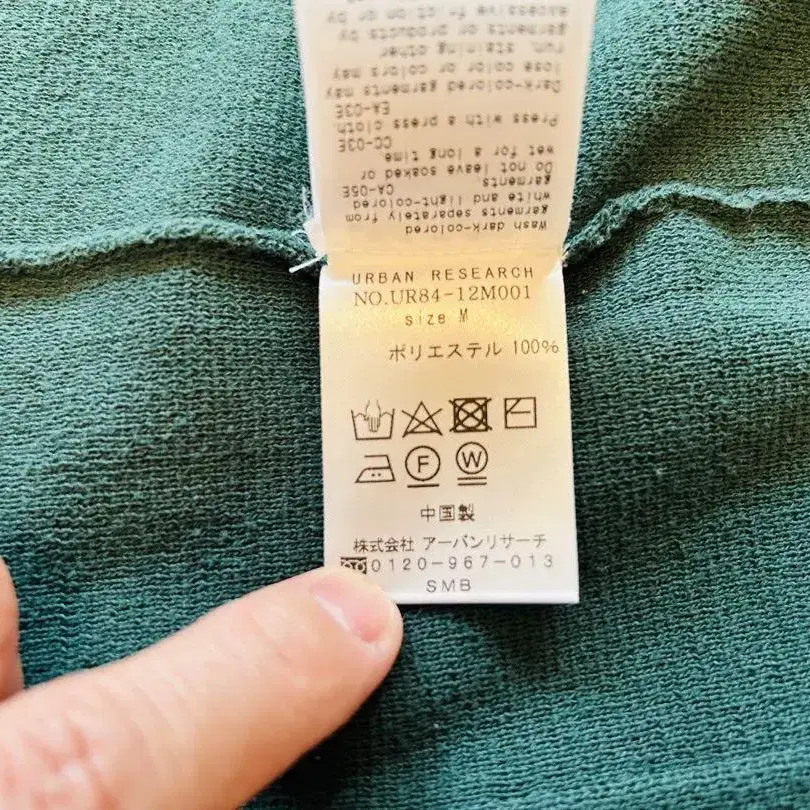 Wash dark-colored
garments separately from
white and light-colored
garments CA-05E
Do not leave soaked or
wet for a long time.
CC-03E
Press with a press cloth.
EA-03E
Dark-colored garments may
lose color or colors may
run, staining other
garments or products by
excessive friction or by
URBAN RESEARCH
NO.UR84-12M001
size M
ポリエステル 100%
F W
中国製
株式会社 アーバンリサーチ
0120-967-013
SMB